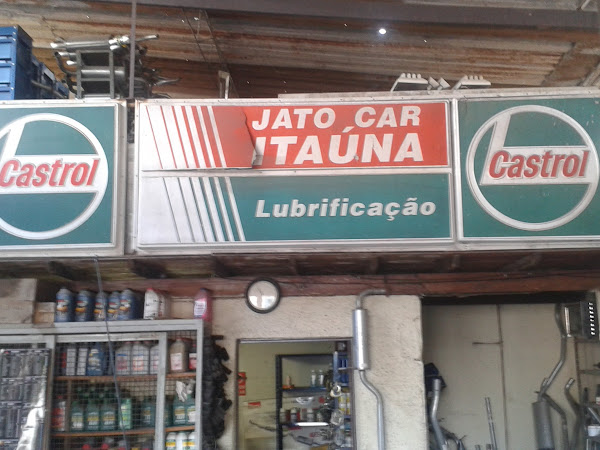 Castrol
JATO CAR
ITAÚNA
Lubrificação
Castrol